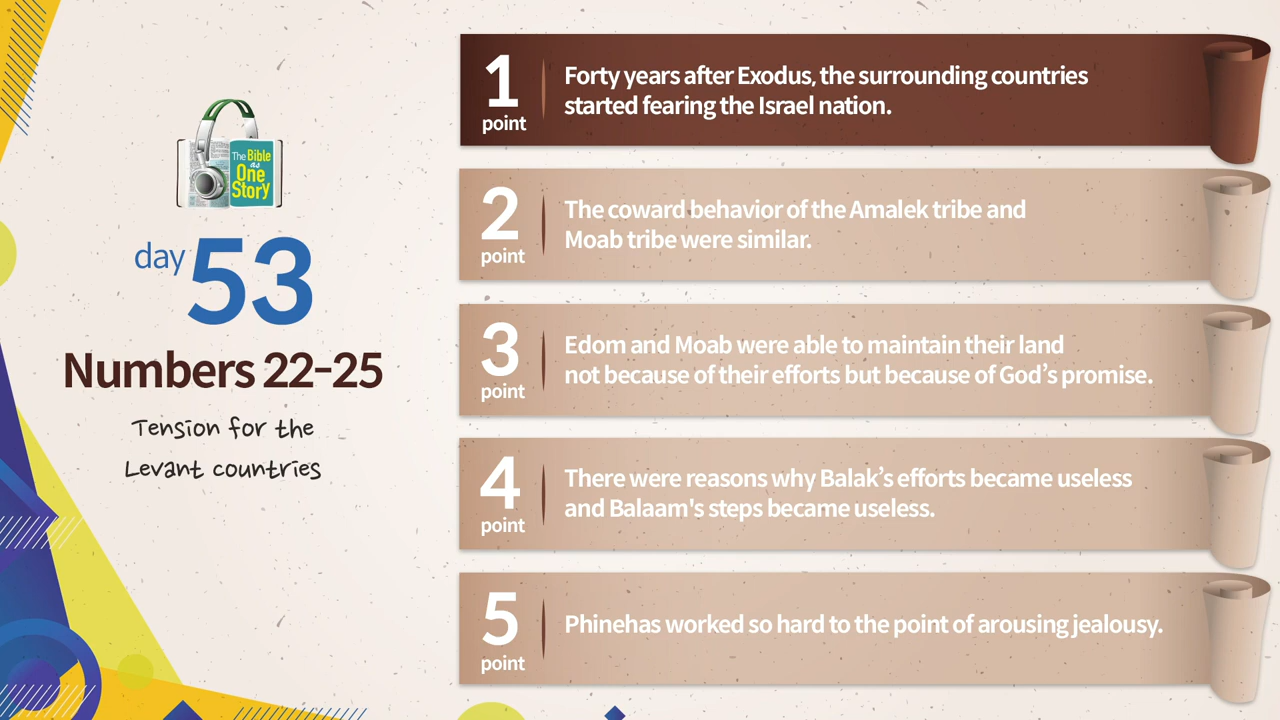 The Bible
as
One
Story
day 53
Numbers 22-25
Tension for the
Levant countries
1
point
Forty years after Exodus, the surrounding countries
started fearing the Israel nation.
2
point
The coward behavior of the Amalek tribe and
Moab tribe were similar.
3
point
Edom and Moab were able to maintain their land
not because of their efforts but because of God's promise.
4
point
There were reasons why Balak's efforts became useless
and Balaam's steps became useless.
5
point
Phinehas worked so hard to the point of arousing jealousy.